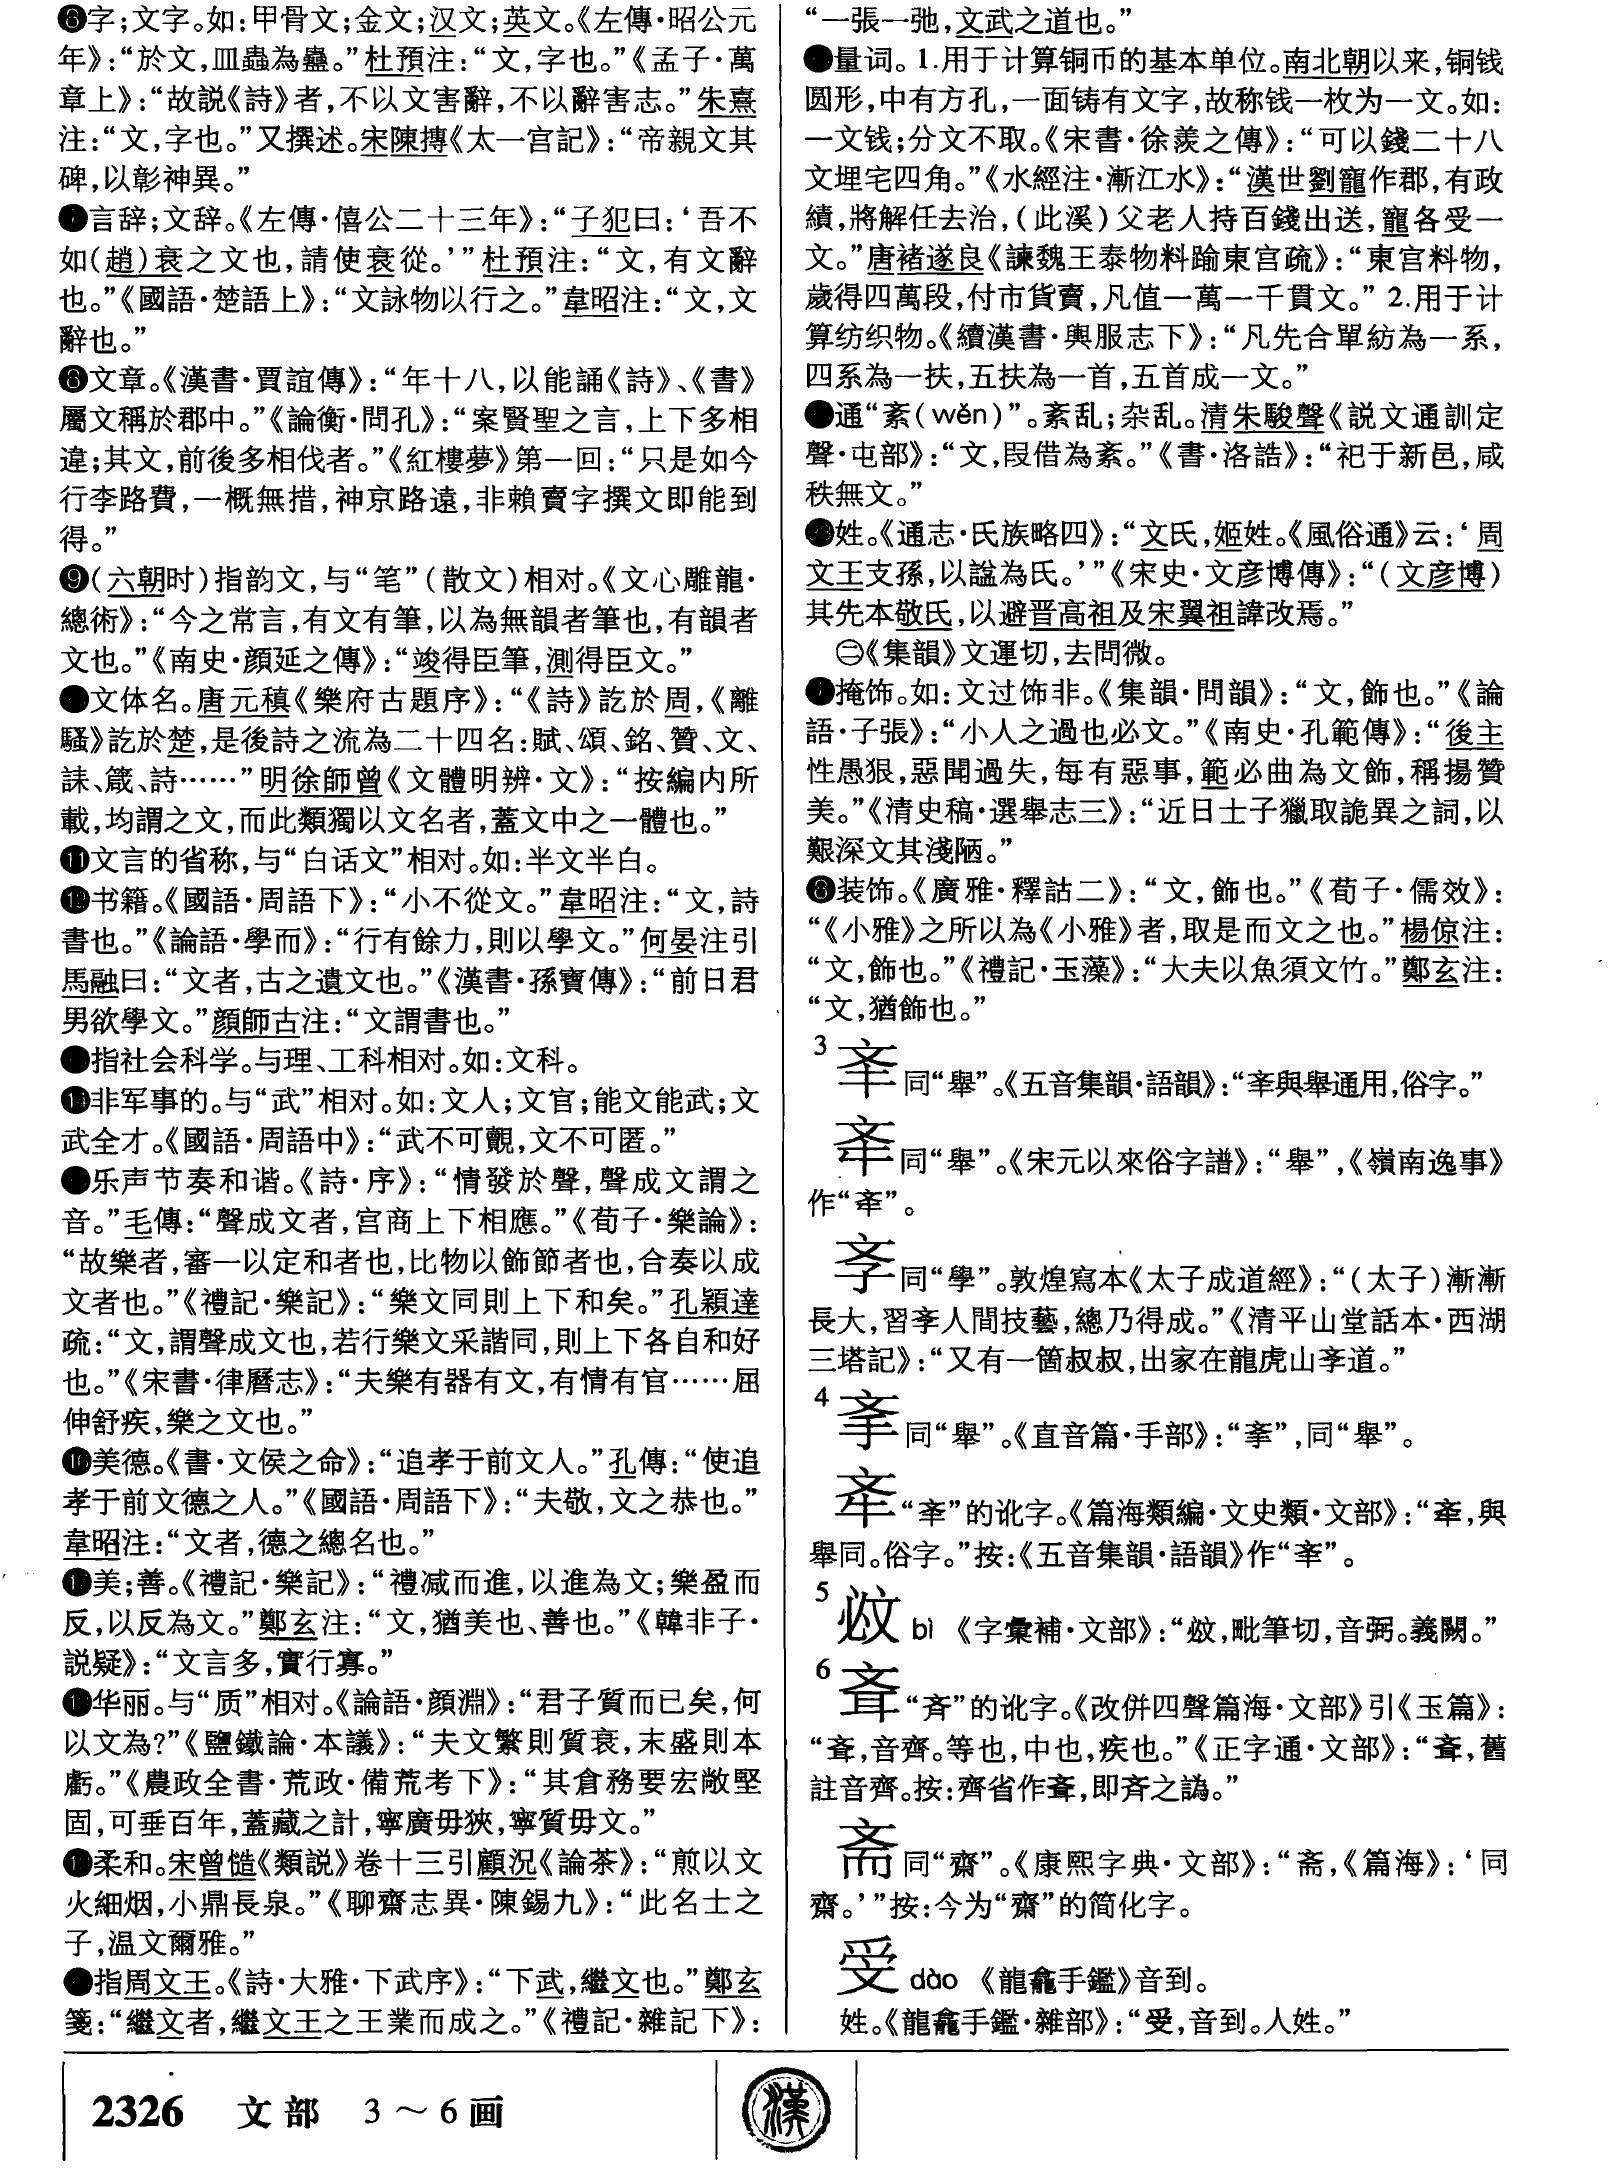 ❻字;文字。如:甲骨文;金文;汉文;英文。《左傳·昭公元
年》:“於文,皿蟲為蠱。”杜預注:“文,字也。”《孟子·萬
章上》:“故説《詩》者,不以文害辭,不以辭害志。”朱熹
注:“文,字也。”又撰述。宋陳摶《太一宫記》:“帝親文其
碑,以彰神異。”
❼言辞;文辞。《左傳·僖公二十三年》:“子犯曰:‘吾不
如(趙)衰之文也,請使衰從。’”杜預注:“文,有文辭
也。”《國語·楚語上》:“文詠物以行之。”韋昭注:“文,文
辭也。”
❽文章。《漢書·賈誼傳》:“年十八,以能誦《詩》、《書》
屬文稱於郡中。”《論衡·問孔》:“案賢聖之言,上下多相
違;其文,前後多相伐者。”《紅樓夢》第一回:“只是如今
行李路費,一概無措,神京路遠,非賴賣字撰文即能到
得。”
❾(六朝时)指韵文,与“笔”(散文)相对。《文心雕龍·
總術》:“今之常言,有文有筆,以為無韻者筆也,有韻者
文也。”《南史·顔延之傳》:“竣得臣筆,測得臣文。”
文体名。唐元稹《樂府古題序》:“《詩》訖於周,《離
騷》訖於楚,是後詩之流為二十四名:賦、頌、銘、贊、文、
誄、箴、詩……”明徐師曾《文體明辨·文》:“按編内所
載,均謂之文,而此類獨以文名者,蓋文中之一體也。”
⓫文言的省称,与“白话文”相对。如:半文半白。
⓬书籍。《國語·周語下》:“小不從文。”韋昭注:“文,詩
書也。”《論語·學而》:“行有餘力,則以學文。”何晏注引
馬融曰:“文者,古之遺文也。”《漢書·孫寶傳》:“前日君
男欲學文。”顔師古注:“文謂書也。”
指社会科学。与理、工科相对。如:文科。
非军事的。与“武”相对。如:文人;文官;能文能武;文
武全才。《國語·周語中》:“武不可覿,文不可匿。”
乐声节奏和谐。《詩·序》:“情發於聲,聲成文謂之
音。”毛傳:“聲成文者,宫商上下相應。”《荀子·樂論》:
“故樂者,審一以定和者也,比物以飾節者也,合奏以成
文者也。”《禮記·樂記》:“樂文同則上下和矣。”孔穎達
疏:“文,謂聲成文也,若行樂文采諧同,則上下各自和好
也。”《宋書·律曆志》:“夫樂有器有文,有情有官……屈
伸舒疾,樂之文也。”
⓰美德。《書·文侯之命》:“追孝于前文人。”孔傳:“使追
孝于前文德之人。”《國語·周語下》:“夫敬,文之恭也。”
韋昭注:“文者,德之總名也。”
美;善。《禮記·樂記》:“禮减而進,以進為文;樂盈而
反,以反為文。”鄭玄注:“文,猶美也、善也。”《韓非子·
説疑》:“文言多,實行寡。”
华丽。与“质”相对。《論語·顔淵》:“君子質而已矣,何
以文為?”《鹽鐵論·本議》:“夫文繁則質衰,末盛則本
虧。”《農政全書·荒政·備荒考下》:“其倉務要宏敞堅
固,可垂百年,蓋藏之計,寧廣毋狹,寧質毋文。”
柔和。宋曾慥《類説》卷十三引顧況《論茶》:“煎以文
火細烟,小鼎長泉。”《聊齋志異·陳錫九》:“此名士之
子,温文爾雅。”
指周文王。《詩·大雅·下武序》:“下武,繼文也。”鄭玄
箋:“繼文者,繼文王之王業而成之。”《禮記·雜記下》:
“一張一弛,文武之道也。”
量词。1.用于计算铜币的基本单位。南北朝以来,铜钱
圆形,中有方孔,一面铸有文字,故称钱一枚为一文。如:
一文钱;分文不取。《宋書·徐羨之傳》:“可以錢二十八
文埋宅四角。”《水經注·漸江水》:“漢世劉寵作郡,有政
績,將解任去治,(此溪)父老人持百錢出送,寵各受一
文。”唐褚遂良《諫魏王泰物料踰東宫疏》:“東宫料物,
歲得四萬段,付市貨賣,凡值一萬一千貫文。”2.用于计
算纺织物。《續漢書·輿服志下》:“凡先合單紡為一系,
四系為一扶,五扶為一首,五首成一文。”
通“紊(wěn)”。紊乱;杂乱。清朱駿聲《説文通訓定
聲·屯部》:“文,叚借為紊。”《書·洛誥》:“祀于新邑,咸
秩無文。”
姓。《通志·氏族略四》:“文氏,姬姓。《風俗通》云:‘周
文王支孫,以謚為氏。’”《宋史·文彦博傳》:“(文彦博)
其先本敬氏,以避晋高祖及宋翼祖諱改焉。”
㊁《集韻》文運切,去問微。
掩饰。如:文过饰非。《集韻·問韻》:“文,飾也。”《論
語·子張》:“小人之過也必文。”《南史·孔範傳》:“後主
性愚狠,惡聞過失,每有惡事,範必曲為文飾,稱揚贊
美。”《清史稿·選舉志三》:“近日士子獵取詭異之詞,以
艱深文其淺陋。”
装饰。《廣雅·釋詁二》:“文,飾也。”《荀子·儒效》:
“《小雅》之所以為《小雅》者,取是而文之也。”楊倞注:
“文,飾也。”《禮記·玉藻》:“大夫以魚須文竹。”鄭玄注:
“文,猶飾也。”
3 同“舉”。《五音集韻·語韻》:“與舉通用,俗字。”
同“舉”。《宋元以來俗字譜》:“舉”,《嶺南逸事》
作“”。
斈同“學”。敦煌寫本《太子成道經》:“(太子)漸漸
長大,習斈人間技藝,總乃得成。”《清平山堂話本·西湖
三塔記》:“又有一箇叔叔,出家在龍虎山斈道。”
4 同“舉”。《直音篇·手部》:“”,同“舉”。
“”的讹字。《篇海類編·文史類·文部》:“,與
舉同。俗字。”按:《五音集韻·語韻》作“”。
5 bì 《字彙補·文部》:“,毗筆切,音弼。義闕。”
6 “斉”的讹字。《改併四聲篇海·文部》引《玉篇》:
“,音齊。等也,中也,疾也。”《正字通·文部》:“,舊
註音齊。按:齊省作,即斉之譌。”
斋同“齋”。《康熙字典·文部》:“斋,《篇海》:‘同
齋。’”按:今为“齋”的简化字。
dào 《龍龕手鑑》音到。
姓。《龍龕手鑑·雜部》:“,音到。人姓。”
2326 文部 3～6画
漢